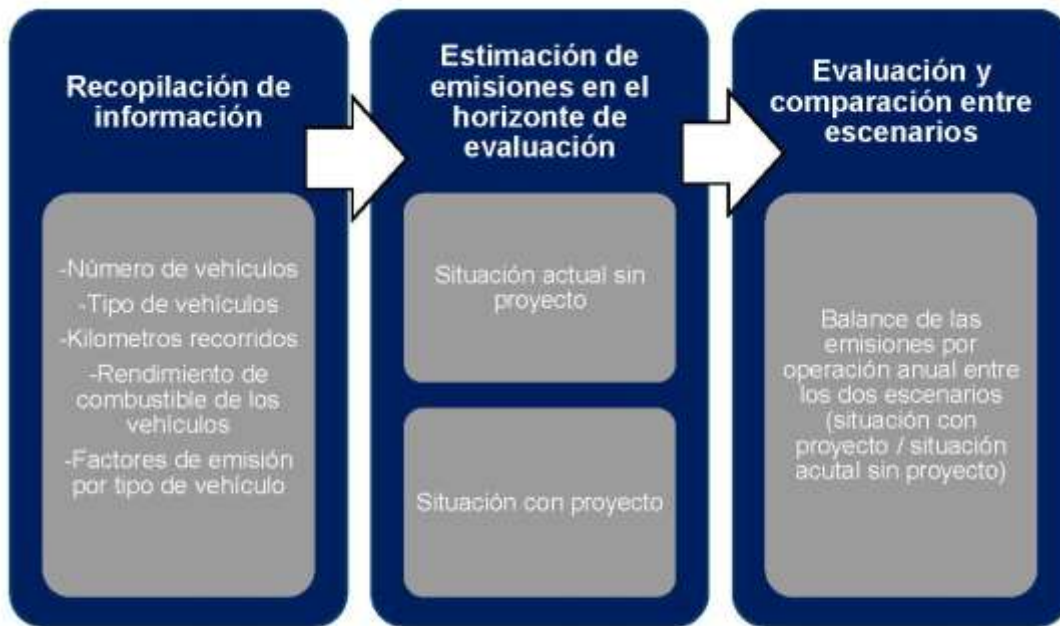 Recopilación de
información
-Número de vehículos
-Tipo de vehículos
-Kilometros recorridos
-Rendimiento de
combustible de los
vehículos
-Factores de emisión
por tipo de vehículo
Estimación de
emisiones en el
horizonte de
evaluación
Situación actual sin
proyecto
Situación con proyecto
Evaluación y
comparación entre
escenarios
Balance de las
emisiones por
operación anual entre
los dos escenarios
(situación con
proyecto / situación
acutal sin proyecto)